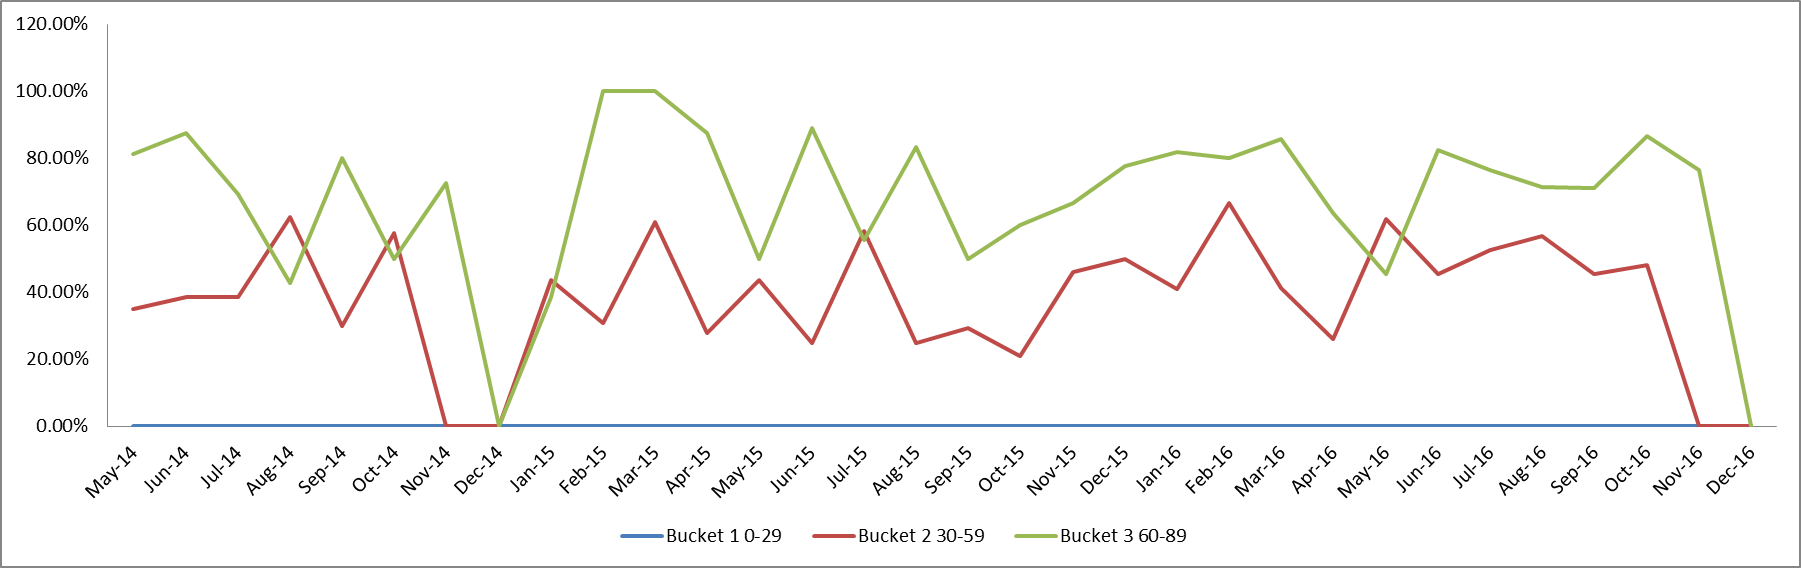 120.00%
100.00%
80.00%
60.00%
40.00%
20.00%
0.00%
May-14
Jun-14
Jul-14
Aug-14
Sep-14
Oct-14
Nov-14
Dec-14
Jan-15
Feb-15
Mar-15
Apr-15
May-15
Jun-15
Jul-15
Aug-15
Sep-15
Oct-15
Nov-15
Dec-15
Jan-16
Feb-16
Mar-16
Apr-16
May-16
Jun-16
Jul-16
Aug-16
Sep-16
Oct-16
Nov-16
Dec-16
Bucket 1 0-29
Bucket 2 30-59
Bucket 3 60-89